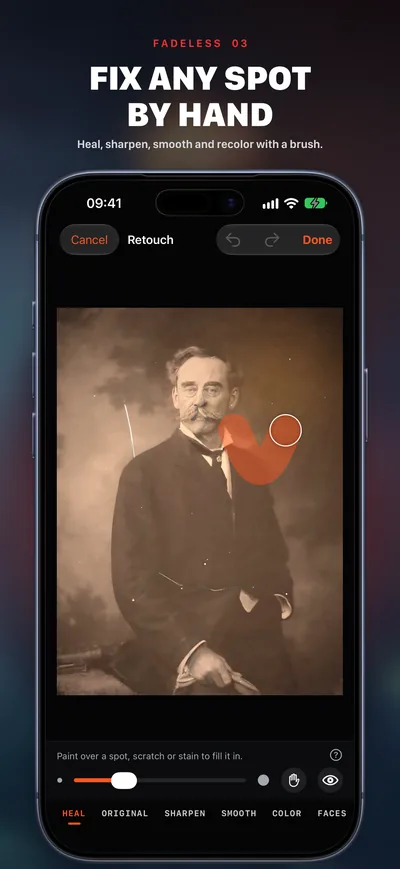 FADELESS 03
FIX ANY SPOT
BY HAND
Heal, sharpen, smooth and recolor with a brush.
09:41
Cancel Retouch Done
Paint over a spot, scratch or stain to fill it in.
HEAL ORIGINAL SHARPEN SMOOTH COLOR FACES